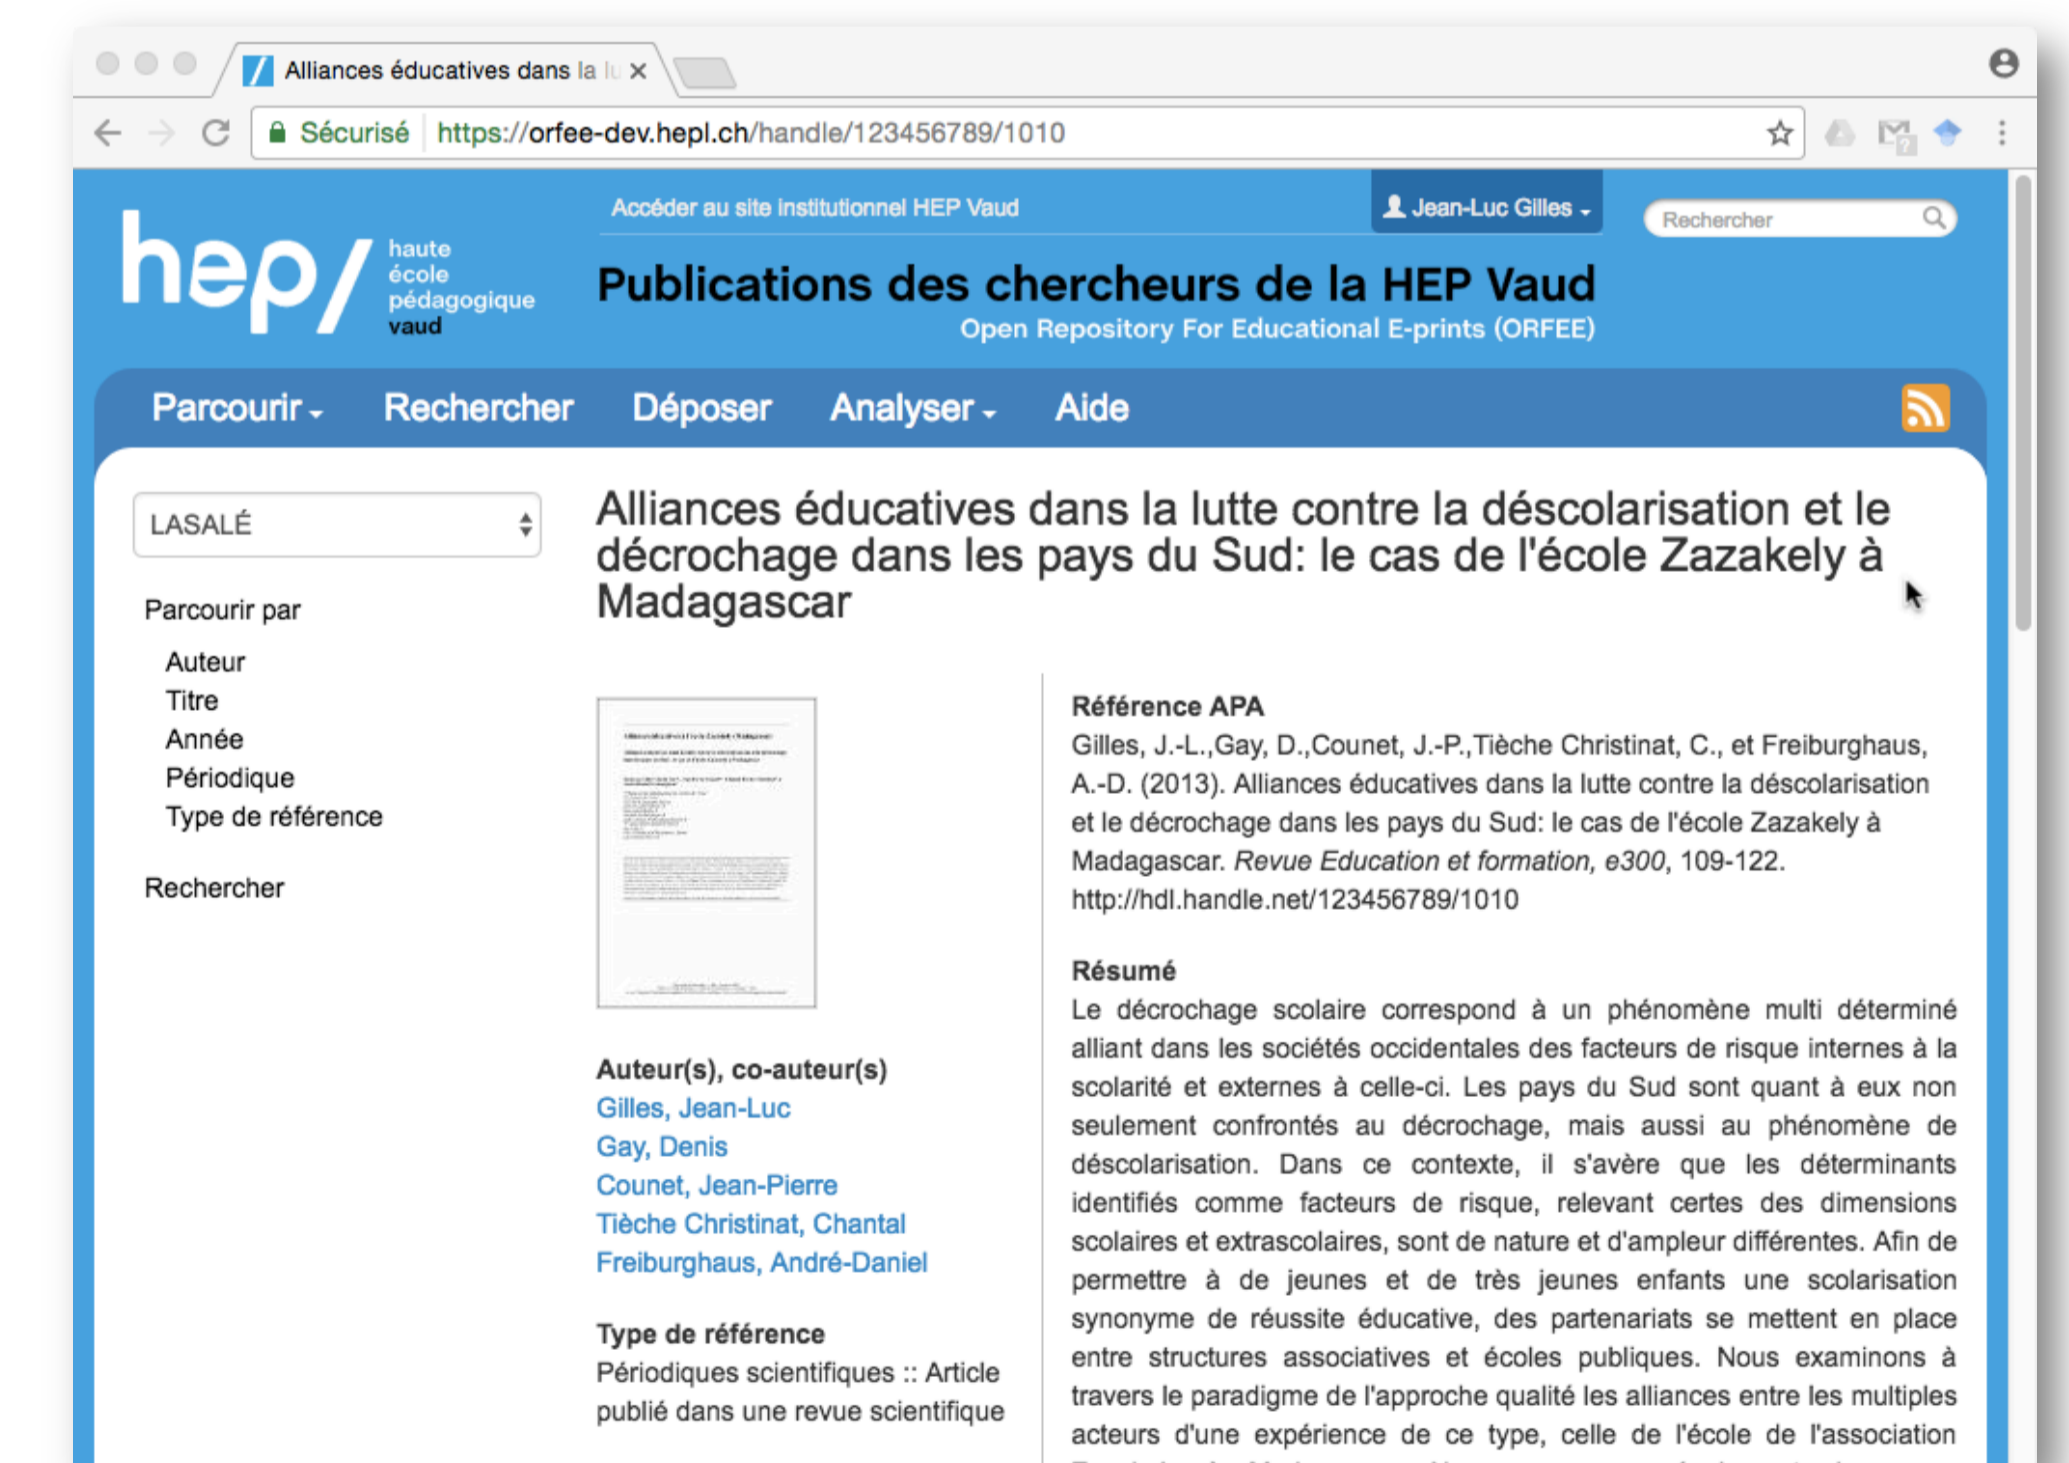 Alliances éducatives dans la lu
Sécurisé https://orfee-dev.hepl.ch/handle/123456789/1010
Accéder au site institutionnel HEP Vaud
Jean-Luc Gilles
Rechercher
hep/
haute
école
pédagogique
vaud
Publications des chercheurs de la HEP Vaud
Open Repository For Educational E-prints (ORFEE)
Parcourir Rechercher Déposer Analyser Aide
LASALÉ
Parcourir par
Auteur
Titre
Année
Périodique
Type de référence
Rechercher
Alliances éducatives dans la lutte contre la déscolarisation et le
décrochage dans les pays du Sud: le cas de l'école Zazakely à
Madagascar
Auteur(s), co-auteur(s)
Gilles, Jean-Luc
Gay, Denis
Counet, Jean-Pierre
Tièche Christinat, Chantal
Freiburghaus, André-Daniel
Type de référence
Périodiques scientifiques :: Article
publié dans une revue scientifique
Référence APA
Gilles, J.-L.,Gay, D.,Counet, J.-P.,Tièche Christinat, C., et Freiburghaus,
A.-D. (2013). Alliances éducatives dans la lutte contre la déscolarisation
et le décrochage dans les pays du Sud: le cas de l'école Zazakely à
Madagascar. Revue Education et formation, e300, 109-122.
http://hdl.handle.net/123456789/1010
Résumé
Le décrochage scolaire correspond à un phénomène multi déterminé
alliant dans les sociétés occidentales des facteurs de risque internes à la
scolarité et externes à celle-ci. Les pays du Sud sont quant à eux non
seulement confrontés au décrochage, mais aussi au phénomène de
déscolarisation. Dans ce contexte, il s'avère que les déterminants
identifiés comme facteurs de risque, relevant certes des dimensions
scolaires et extrascolaires, sont de nature et d'ampleur différentes. Afin de
permettre à de jeunes et de très jeunes enfants une scolarisation
synonyme de réussite éducative, des partenariats se mettent en place
entre structures associatives et écoles publiques. Nous examinons à
travers le paradigme de l'approche qualité les alliances entre les multiples
acteurs d'une expérience de ce type, celle de l'école de l'association